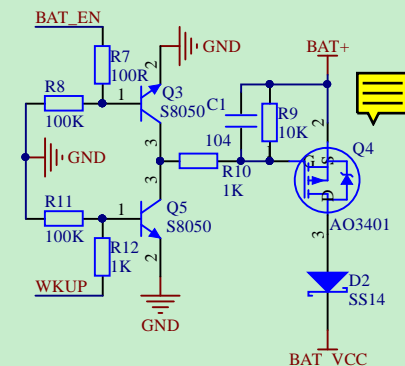 BAT_EN
2
GND
BAT+
R7
100R
R8
Q3
1
S8050
100K
C1
R9
104
10K
2
Q4
3
GND
G
S
R10
1K
D
AO3401
3
R11
Q5
1
S8050
100K
R12
1K
3
2
D2
SS14
WKUP
GND
BAT_VCC